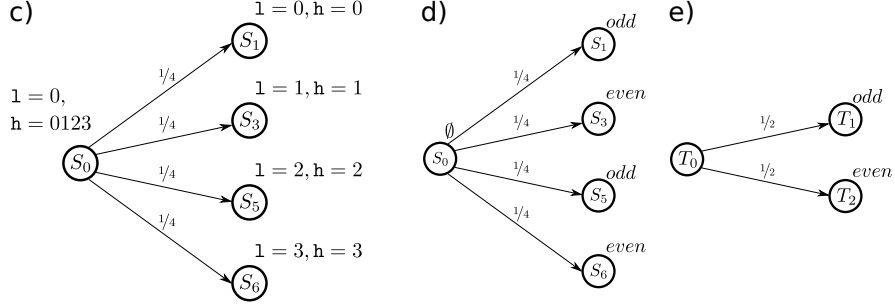 c)
l = 0, h = 0
S1
1/4
l = 0,
h = 0123
S0
l = 1, h = 1
1/4
S3
l = 2, h = 2
1/4
S5
l = 3, h = 3
1/4
S6
d)
odd
S1
1/4
∅
S0
even
1/4
S3
odd
1/4
S5
even
1/4
S6
e)
T0
odd
1/2
T1
even
1/2
T2